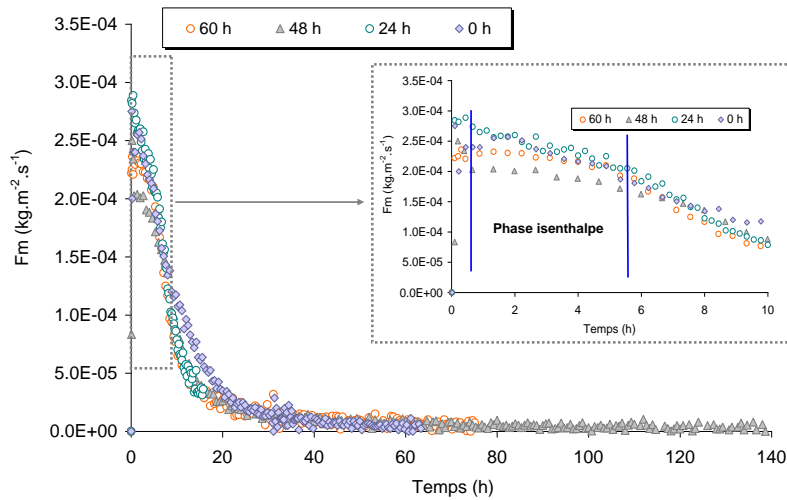 60 h 48 h 24 h 0 h
3.5E-04
3.0E-04
2.5E-04
2.0E-04
1.5E-04
1.0E-04
5.0E-05
0.0E+00
Fm (kg.m-2.s-1)
0 20 40 60 80 100 120 140
Temps (h)
3.5E-04
3.0E-04
2.5E-04
2.0E-04
1.5E-04
1.0E-04
5.0E-05
0.0E+00
Fm (kg.m-2.s-1)
60 h 48 h 24 h 0 h
Phase isenthalpe
0 2 4 6 8 10
Temps (h)